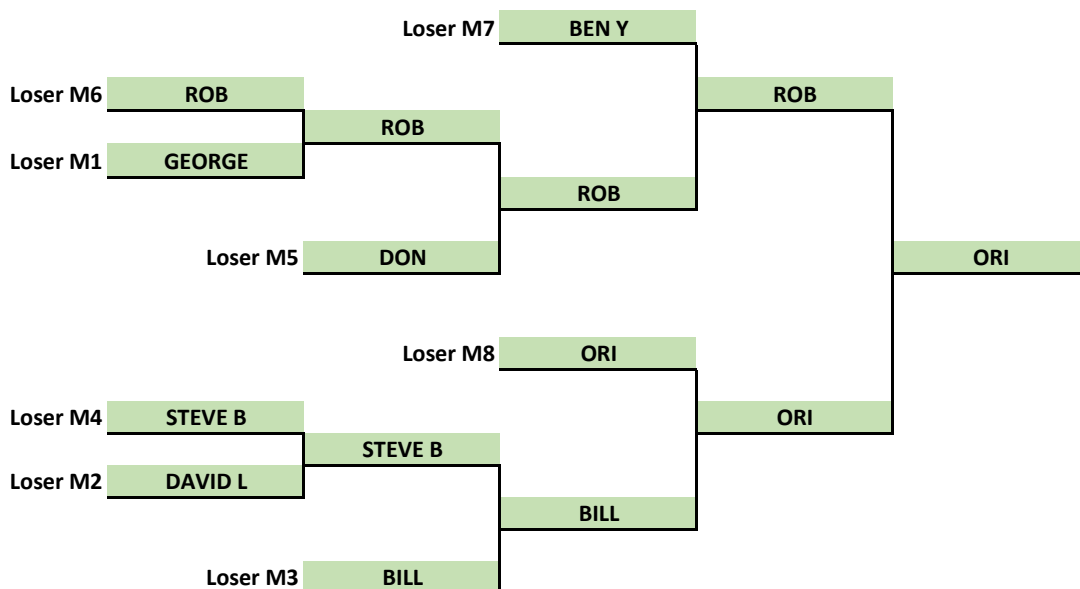 Loser M7 BEN Y
Loser M6 ROB ROB
ROB
Loser M1 GEORGE
ROB
Loser M5 DON ORI
Loser M8 ORI
Loser M4 STEVE B ORI
STEVE B
Loser M2 DAVID L
BILL
Loser M3 BILL